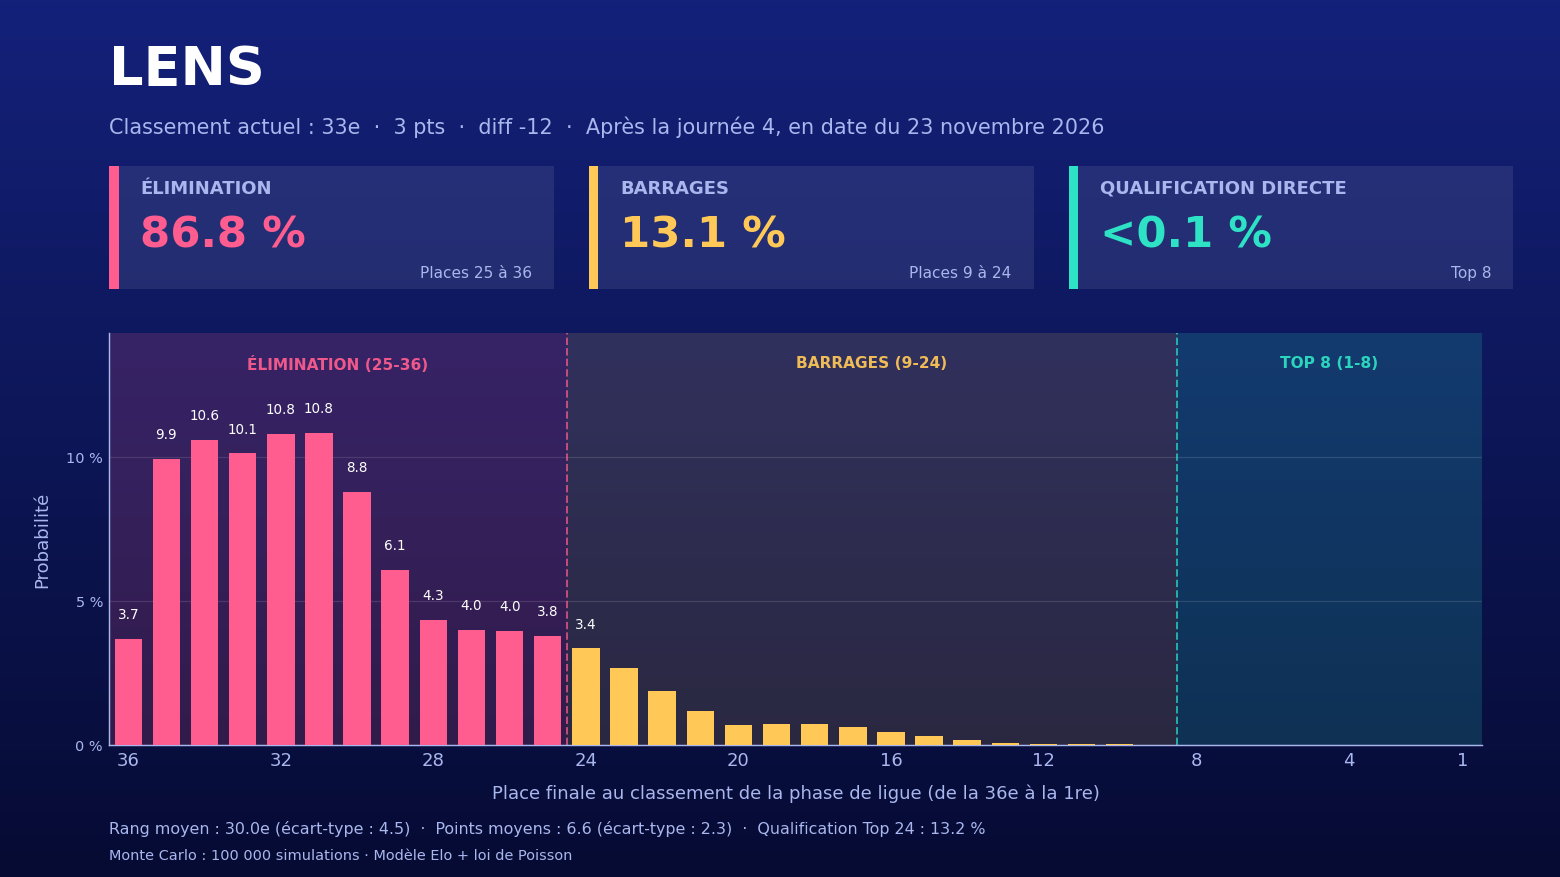 LENS
Classement actuel : 33e · 3 pts · diff -12 · Après la journée 4, en date du 23 novembre 2026
ÉLIMINATION
86.8 %
Places 25 à 36
BARRAGES
13.1 %
Places 9 à 24
QUALIFICATION DIRECTE
<0.1 %
Top 8
ÉLIMINATION (25-36)
BARRAGES (9-24)
TOP 8 (1-8)
3.7
9.9
10.6
10.1
10.8
10.8
8.8
6.1
4.3
4.0
4.0
3.8
3.4
10 %
5 %
0 %
Probabilité
36 32 28 24 20 16 12 8 4 1
Place finale au classement de la phase de ligue (de la 36e à la 1re)
Rang moyen : 30.0e (écart-type : 4.5) · Points moyens : 6.6 (écart-type : 2.3) · Qualification Top 24 : 13.2 %
Monte Carlo : 100 000 simulations · Modèle Elo + loi de Poisson